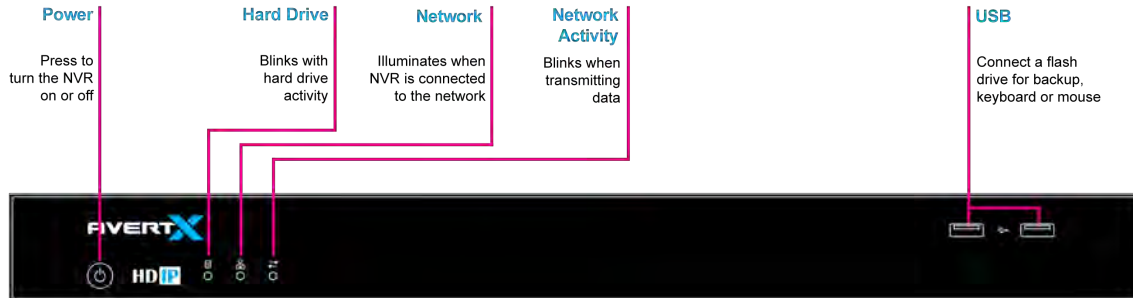 Power
Press to
turn the NVR
on or off
Hard Drive
Blinks with
hard drive
activity
Network
Illuminates when
NVR is connected
to the network
Network
Activity
Blinks when
transmitting
data
USB
Connect a flash
drive for backup,
keyboard or mouse
AVERTX
HD IP